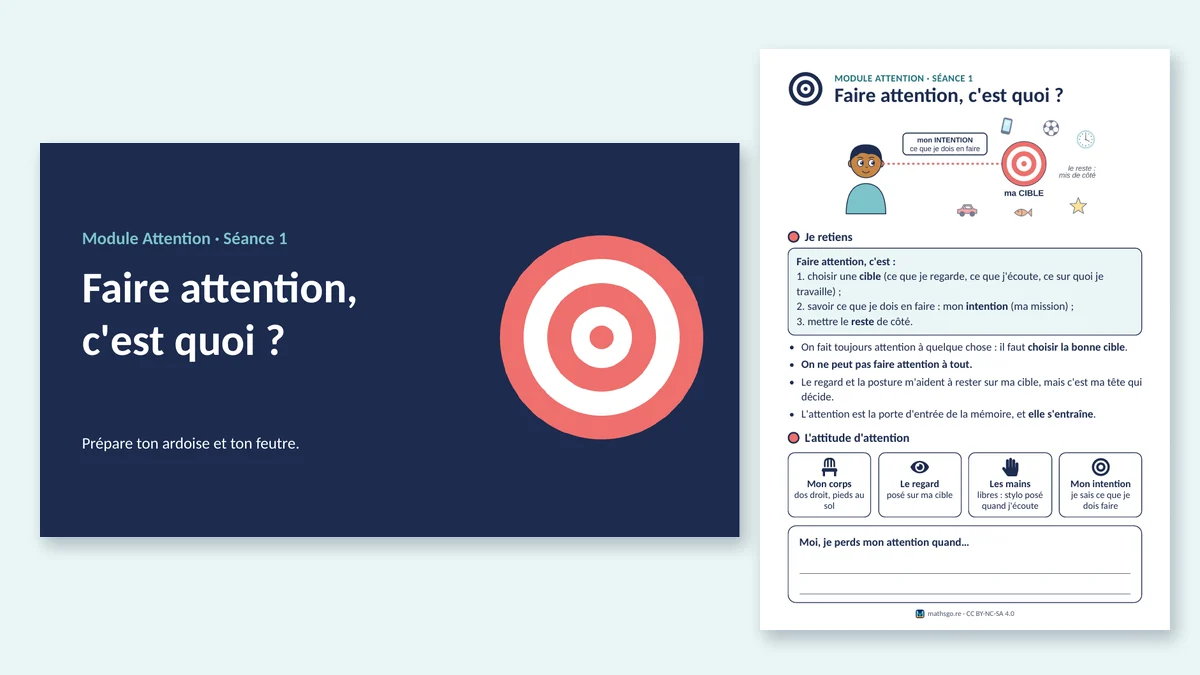 Module Attention · Séance 1
Faire attention,
c'est quoi ?
Prépare ton ardoise et ton feutre.
MODULE ATTENTION · SÉANCE 1
Faire attention, c'est quoi ?
mon INTENTION
ce que je dois en faire
le reste :
mis de côté
ma CIBLE
Je retiens
Faire attention, c'est :
1. choisir une cible (ce que je regarde, ce que j'écoute, ce sur quoi je
travaille) ;
2. savoir ce que je dois en faire : mon intention (ma mission) ;
3. mettre le reste de côté.
• On fait toujours attention à quelque chose : il faut choisir la bonne cible.
• On ne peut pas faire attention à tout.
• Le regard et la posture m'aident à rester sur ma cible, mais c'est ma tête qui
décide.
• L'attention est la porte d'entrée de la mémoire, et elle s'entraîne.
L'attitude d'attention
Mon corps
dos droit, pieds au
sol
Le regard
posé sur ma cible
Les mains
libres : stylo posé
quand j'écoute
Mon intention
je sais ce que je
dois faire
Moi, je perds mon attention quand...
mathsgo.re · CC BY-NC-SA 4.0